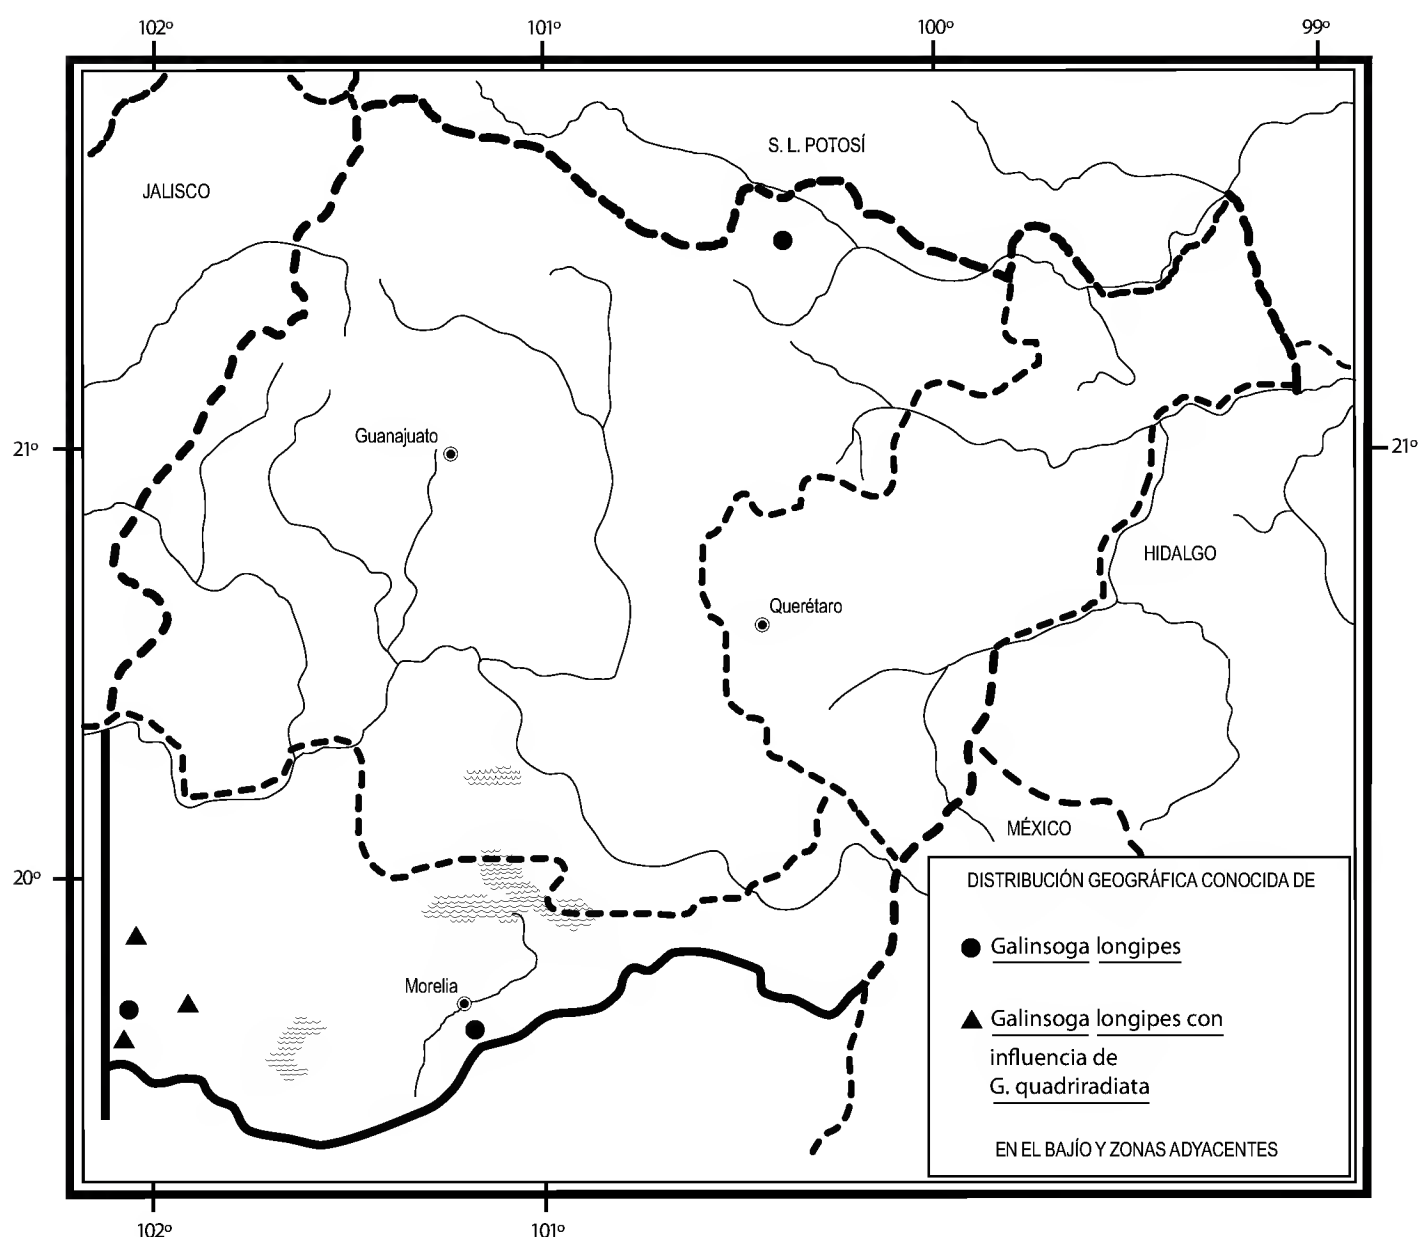 102º 101º 100º 99º
S. L. POTOSÍ
JALISCO
Guanajuato
21º
21º
HIDALGO
Querétaro
MÉXICO
20º
Morelia
DISTRIBUCIÓN GEOGRÁFICA CONOCIDA DE
Galinsoga longipes
Galinsoga longipes con
influencia de
G. quadriradiata
EN EL BAJÍO Y ZONAS ADYACENTES
102º 101º